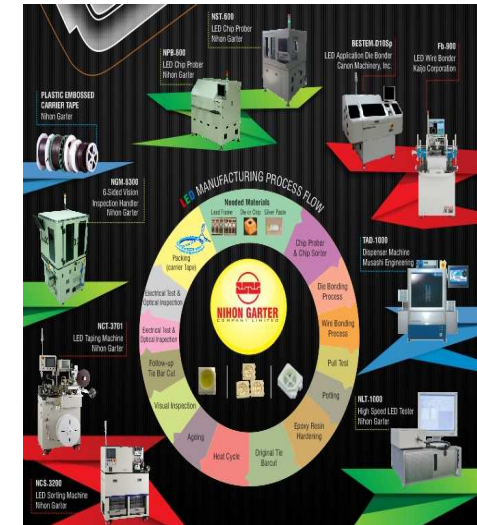 NST-600
LED Chip Prober
Nihon Garter
NPB-600
LED Chip Prober
Nihon Garter
BESTEM-D10Sp
LED Application Die Bonder
Canon Machinery, Inc.
Fb-900
LED Wire Bonder
Kaijo Corporation
PLASTIC EMBOSSED
CARRIER TAPE
Nihon Garter
NGM-5300
6-Sided Vision
Inspection Handler
Nihon Garter
LED MANUFACTURING PROCESS FLOW
Needed Materials
Lead Frame
Die or Chip
Silver Paste
Chip Prober
& Chip Sorter
Die Bonding
Process
Wire Bonding
Process
Pull Test
Potting
Epoxy Resin
Hardening
Original Tie
Barcut
Heat Cycle
Ageing
Visual Inspection
Follow-up
Tie Bar Cut
Electrical Test &
Optical Inspection
Electrical Test &
Optical Inspection
Packing
(carrier Tape)
NIHON GARTER
COMPANY LIMITED
TAD-1000
Dispenser Machine
Musashi Engineering
NCT-3701
LED Taping Machine
Nihon Garter
NLT-1000
High Speed LED Tester
Nihon Garter
NCS-3200
LED Sorting Machine
Nihon Garter